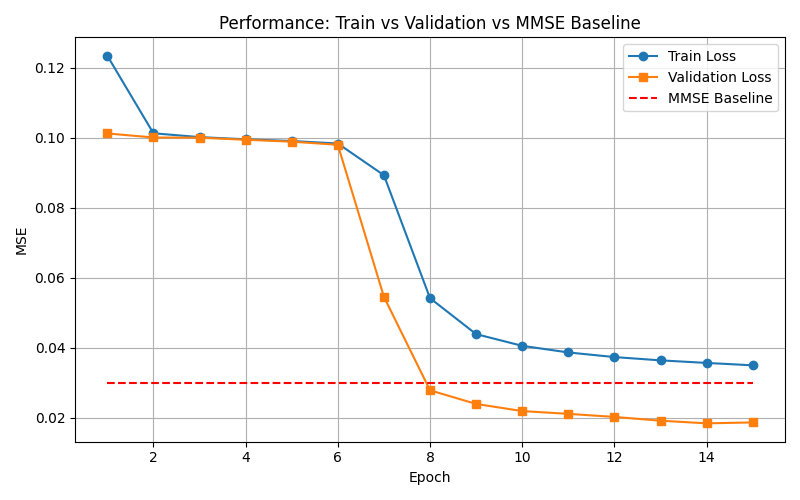 Performance: Train vs Validation vs MMSE Baseline
Train Loss
Validation Loss
MMSE Baseline
MSE
0.12
0.10
0.08
0.06
0.04
0.02
2 4 6 8 10 12 14
Epoch